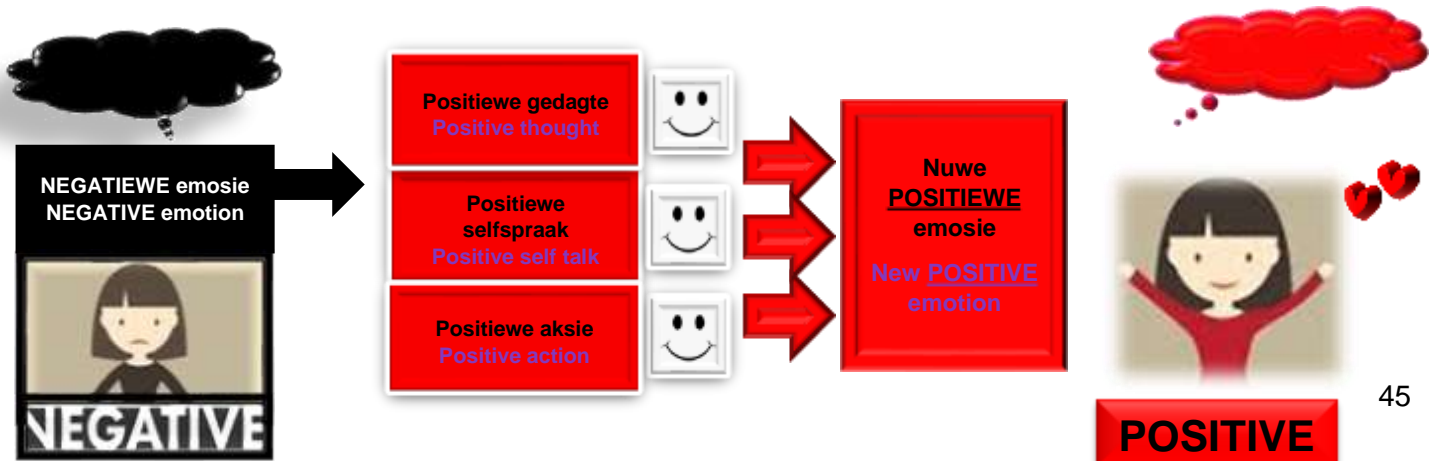 NEGATIEWE emosie
NEGATIVE emotion
NEGATIVE
Positiewe gedagte
Positive thought
Positiewe
selfspraak
Positive self talk
Positiewe aksie
Positive action
Nuwe
POSITIEWE
emosie
New POSITIVE
emotion
POSITIVE
45